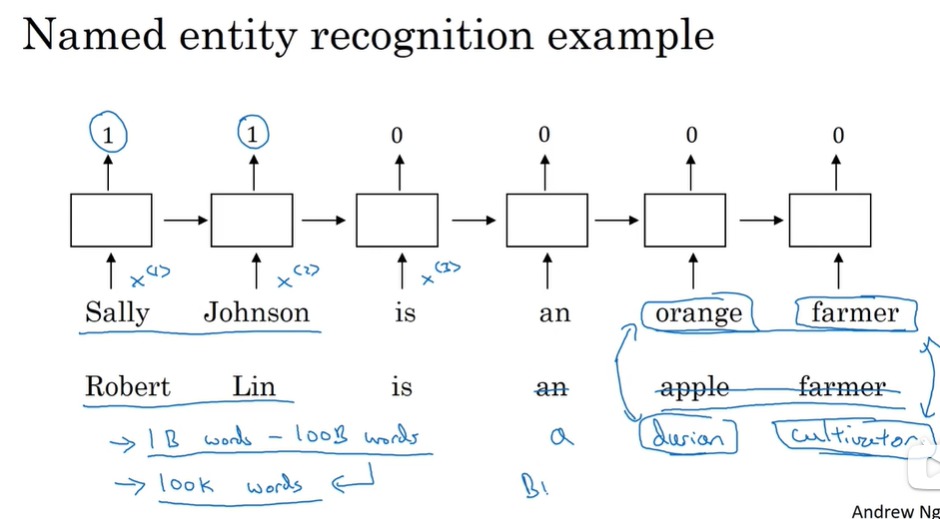 Named entity recognition example
1 1 0 0 0 0
x<1> x<2> x<3>
Sally Johnson is an orange farmer
Robert Lin is an apple farmer
→ 1B words - 100B words a durian cultivator
→ 100k words
Andrew Ng